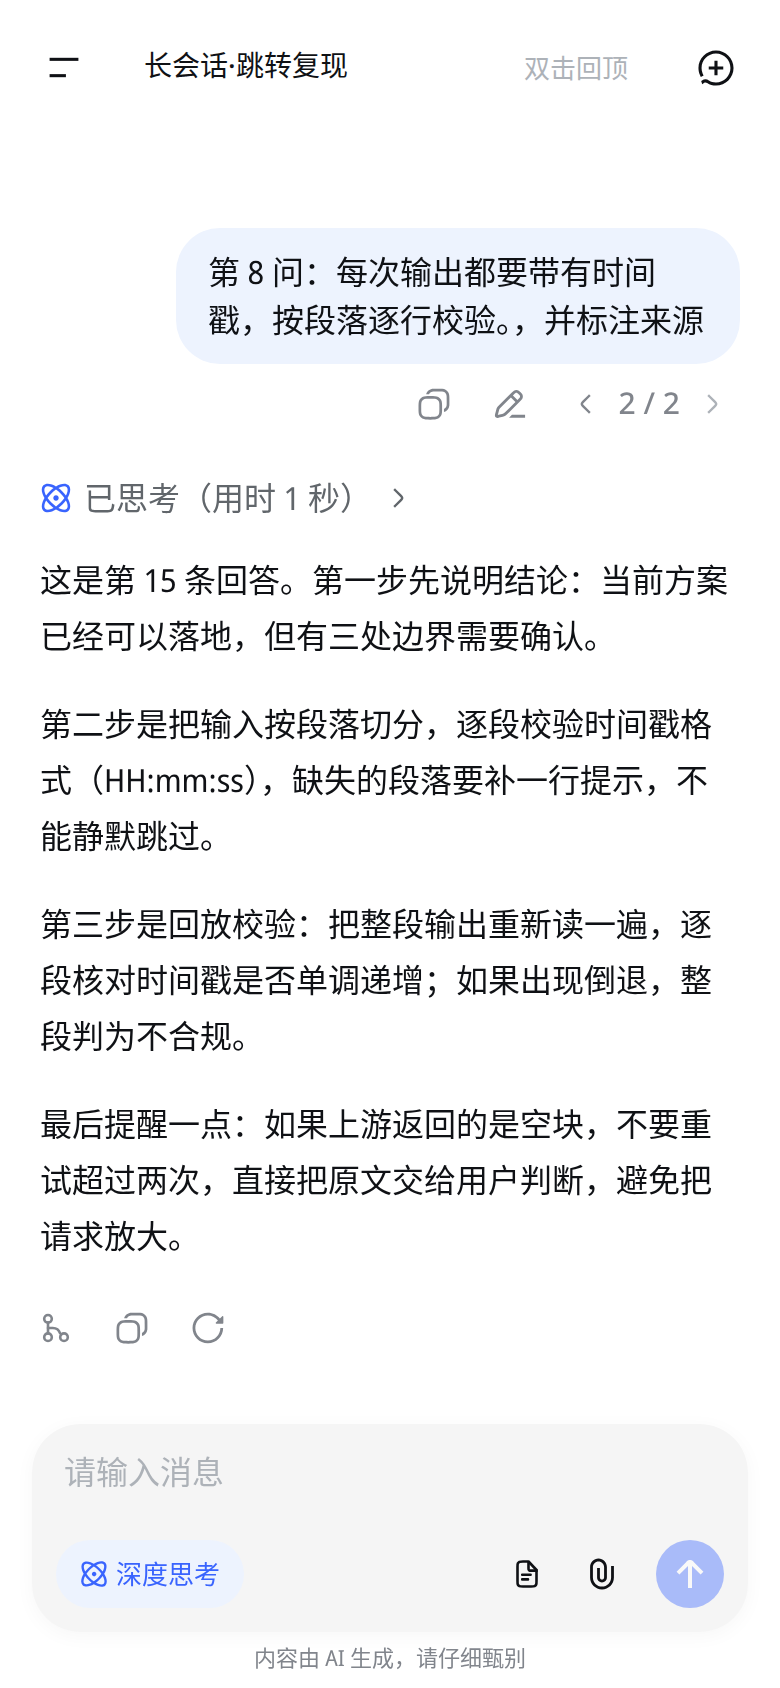 长会话·跳转复现
双击回顶
第 8 问：每次输出都要带有时间
戳，按段落逐行校验。，并标注来源
2 / 2
已思考（用时 1 秒）
这是第 15 条回答。第一步先说明结论：当前方案
已经可以落地，但有三处边界需要确认。
第二步是把输入按段落切分，逐段校验时间戳格
式（HH:mm:ss），缺失的段落要补一行提示，不
能静默跳过。
第三步是回放校验：把整段输出重新读一遍，逐
段核对时间戳是否单调递增；如果出现倒退，整
段判为不合规。
最后提醒一点：如果上游返回的是空块，不要重
试超过两次，直接把原文交给用户判断，避免把
请求放大。
请输入消息
深度思考
内容由 AI 生成，请仔细甄别